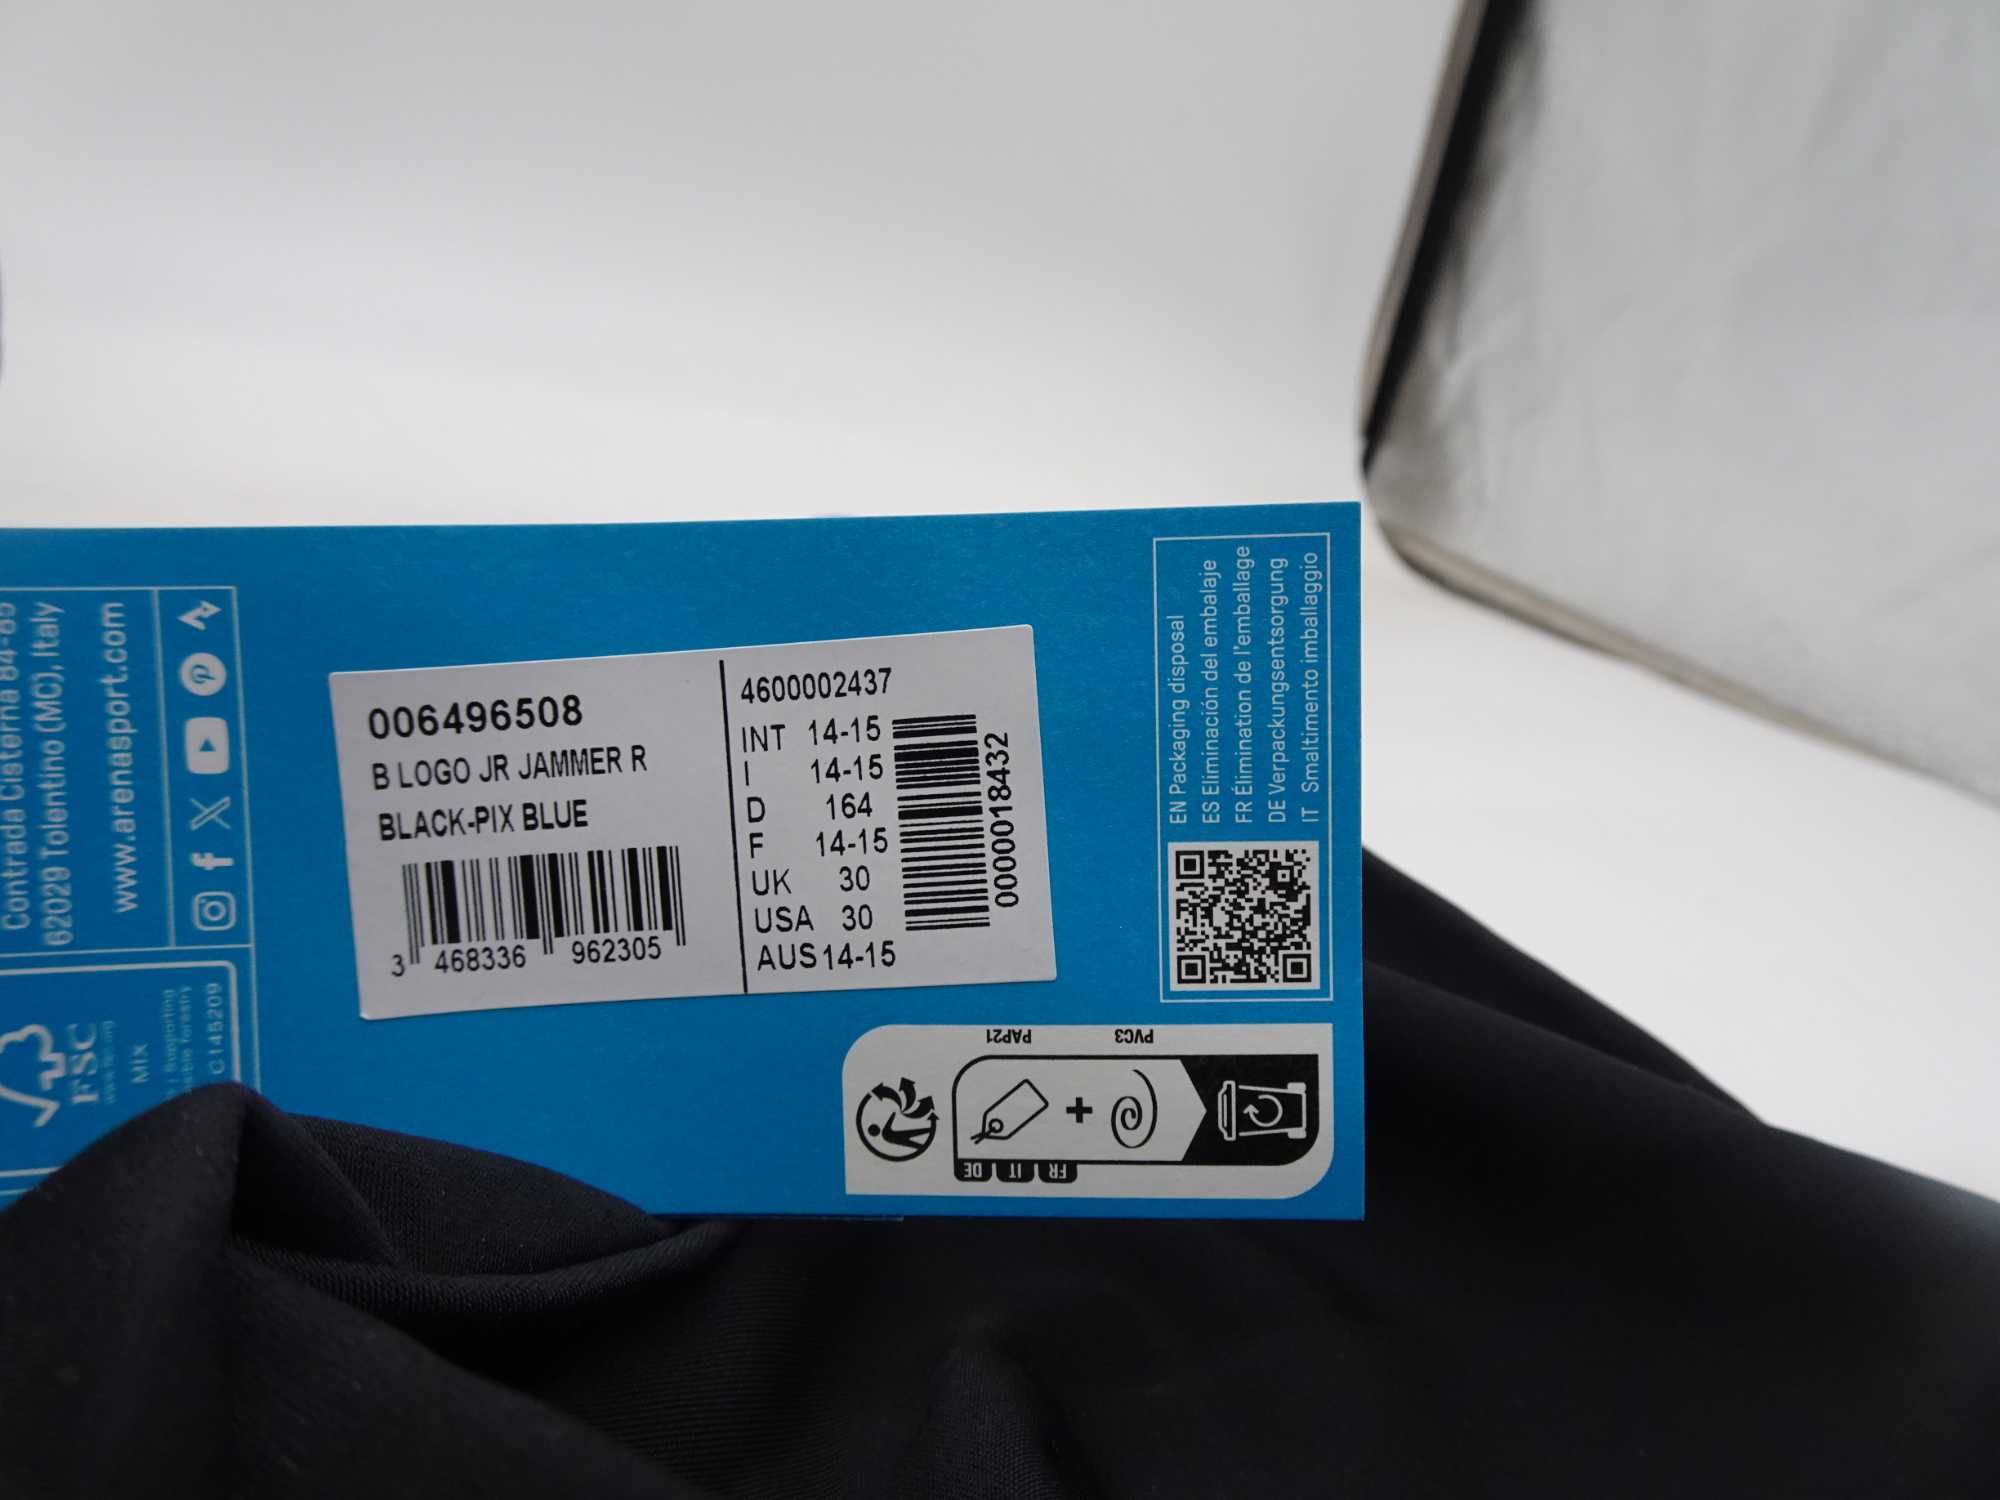 Contrada Cisterna 84-85
62029 Tolentino (MC), Italy
www.arenasport.com
FSC
MIX
C145209
006496508
B LOGO JR JAMMER R
BLACK-PIX BLUE
3 468336 962305
4600002437
INT 14-15
I 14-15
D 164
F 14-15
UK 30
USA 30
AUS 14-15
0000018432
EN Packaging disposal
ES Eliminación del embalaje
FR Élimination de l'emballage
DE Verpackungsentsorgung
IT Smaltimento imballaggio
PAP21
PVC3
+
FR IT DE